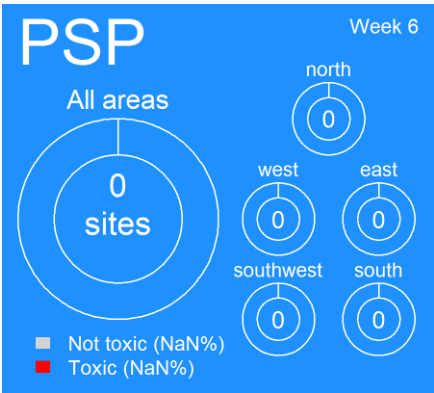 PSP
Week 6
All areas
0
sites
north
0
west
0
east
0
southwest
0
south
0
Not toxic (NaN%)
Toxic (NaN%)